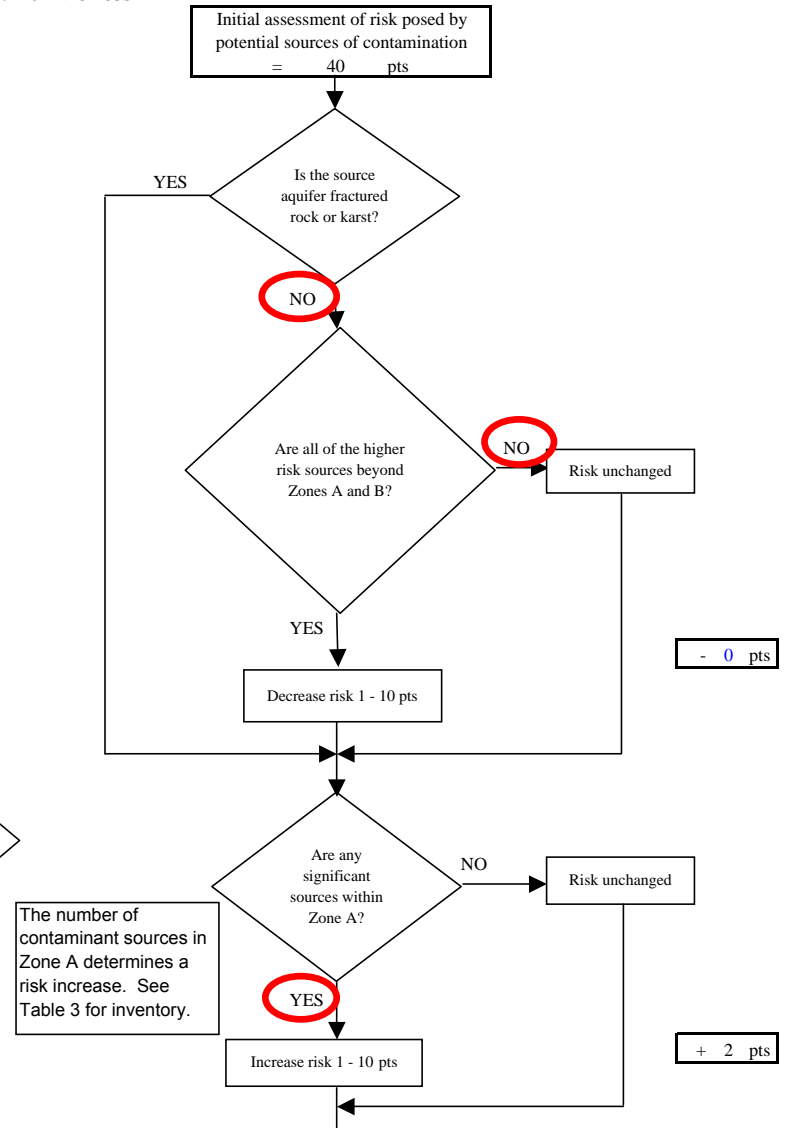 Initial assessment of risk posed by
potential sources of contamination
= 40 pts
Is the source
aquifer fractured
rock or karst?
YES
NO
Are all of the higher
risk sources beyond
Zones A and B?
NO
Risk unchanged
YES
- 0 pts
Decrease risk 1 - 10 pts
Are any
significant
sources within
Zone A?
NO
Risk unchanged
The number of
contaminant sources in
Zone A determines a
risk increase. See
Table 3 for inventory.
YES
+ 2 pts
Increase risk 1 - 10 pts